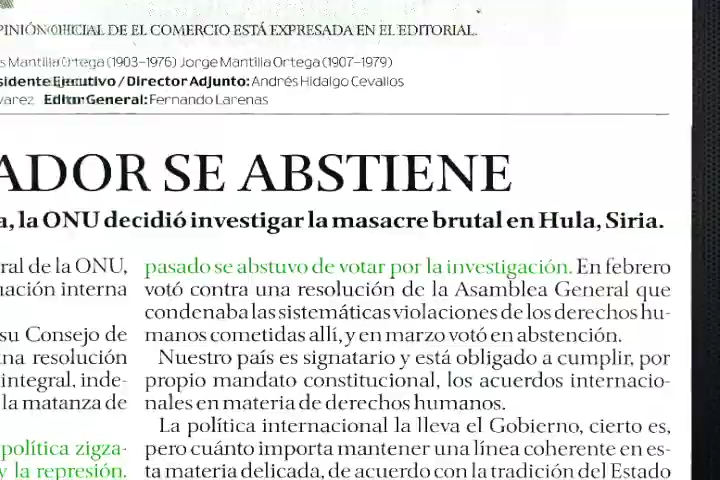 PINIÓN OFICIAL DE EL COMERCIO ESTÁ EXPRESADA EN EL EDITORIAL.
s Mantilla Ortega (1903–1976) Jorge Mantilla Ortega (1907–1979)
sidente Ejecutivo / Director Adjunto: Andrés Hidalgo Cevallos
varez Editor General: Fernando Larenas
ADOR SE ABSTIENE
a, la ONU decidió investigar la masacre brutal en Hula, Siria.
ral de la ONU,
uación interna
su Consejo de
na resolución
integral, inde-
la matanza de
política zigza-
y la represión.
pasado se abstuvo de votar por la investigación. En febrero
votó contra una resolución de la Asamblea General que
condenaba las sistemáticas violaciones de los derechos hu-
manos cometidas allí, y en marzo votó en abstención.
Nuestro país es signatario y está obligado a cumplir, por
propio mandato constitucional, los acuerdos internacio-
nales en materia de derechos humanos.
La política internacional la lleva el Gobierno, cierto es,
pero cuánto importa mantener una línea coherente en es-
ta materia delicada, de acuerdo con la tradición del Estado